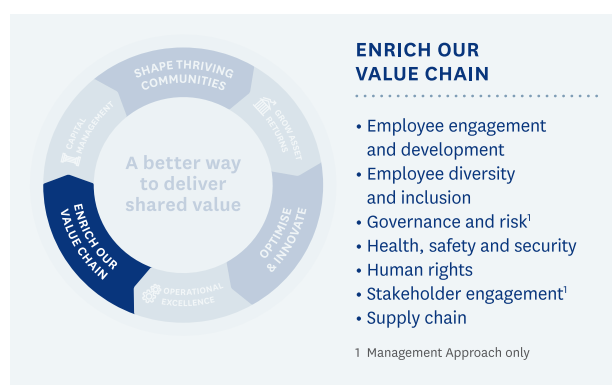 SHAPE THRIVING
COMMUNITIES
GROW ASSET
RETURNS
OPTIMISE
& INNOVATE
OPERATIONAL
EXCELLENCE
ENRICH OUR
VALUE CHAIN
CAPITAL
MANAGEMENT
A better way
to deliver
shared value
ENRICH OUR
VALUE CHAIN
• Employee engagement
and development
• Employee diversity
and inclusion
• Governance and risk¹
• Health, safety and security
• Human rights
• Stakeholder engagement¹
• Supply chain
1 Management Approach only